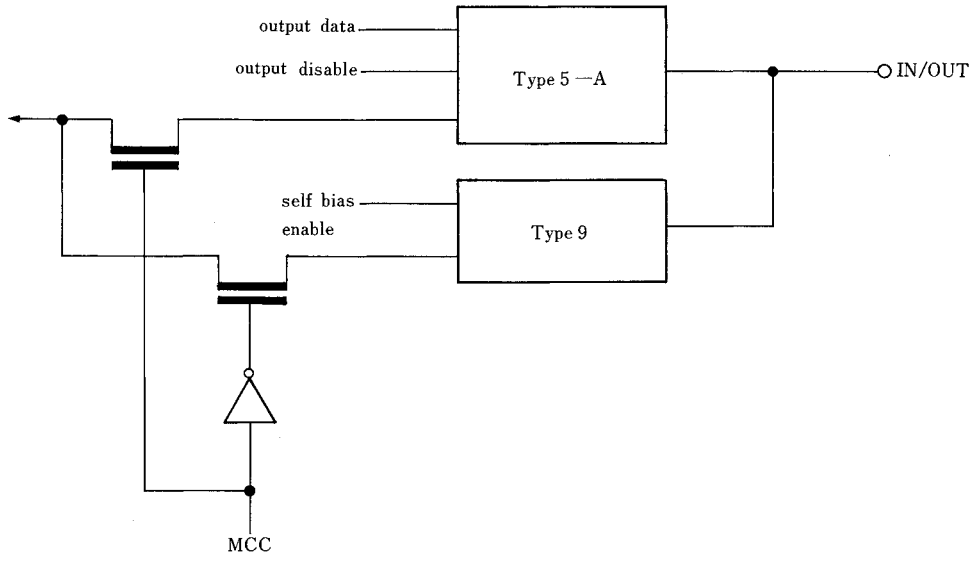 output data
output disable
Type 5—A
IN/OUT
self bias
enable
Type 9
MCC